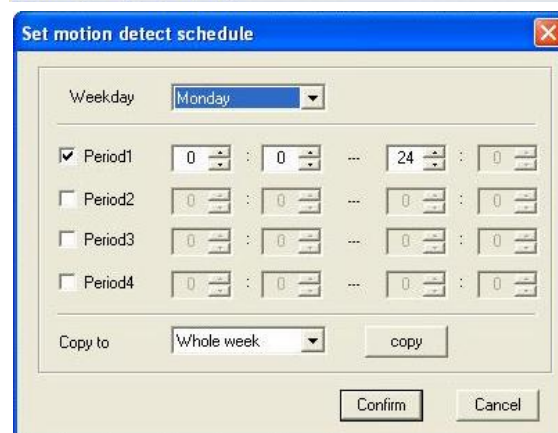 Set motion detect schedule
Weekday Monday
Period1 0 : 0 --- 24 : 0
Period2 0 : 0 --- 0 : 0
Period3 0 : 0 --- 0 : 0
Period4 0 : 0 --- 0 : 0
Copy to Whole week copy
Confirm Cancel